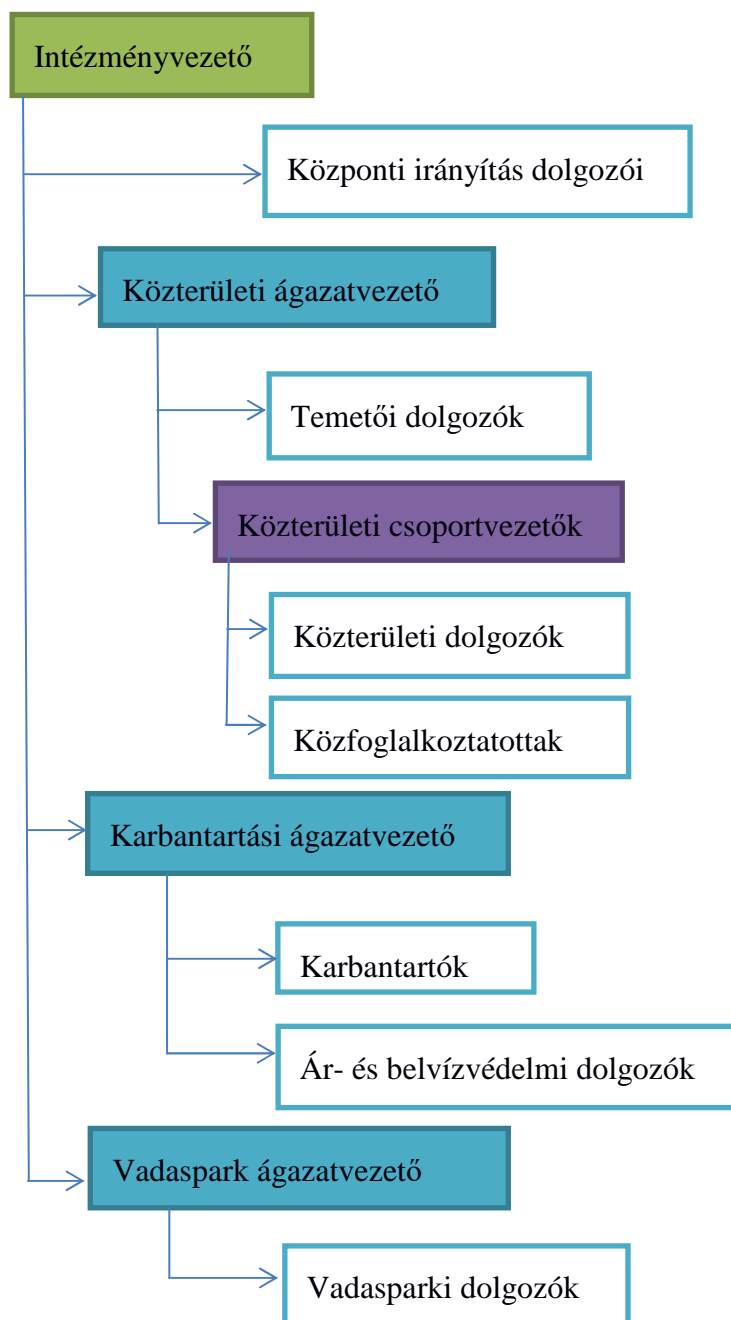 Intézményvezető
Központi irányítás dolgozói
Közterületi ágazatvezető
Temetői dolgozók
Közterületi csoportvezetők
Közterületi dolgozók
Közfoglalkoztatottak
Karbantartási ágazatvezető
Karbantartók
Ár- és belvízvédelmi dolgozók
Vadaspark ágazatvezető
Vadasparki dolgozók